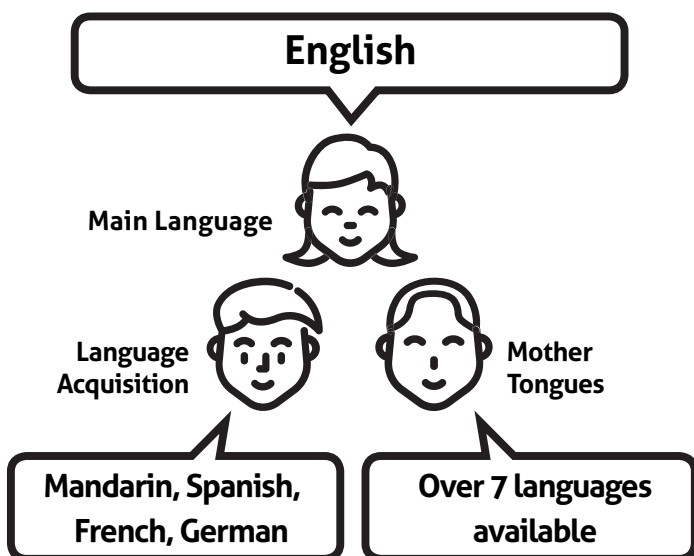 English
Main Language
Language
Acquisition
Mother
Tongues
Mandarin, Spanish,
French, German
Over 7 languages
available